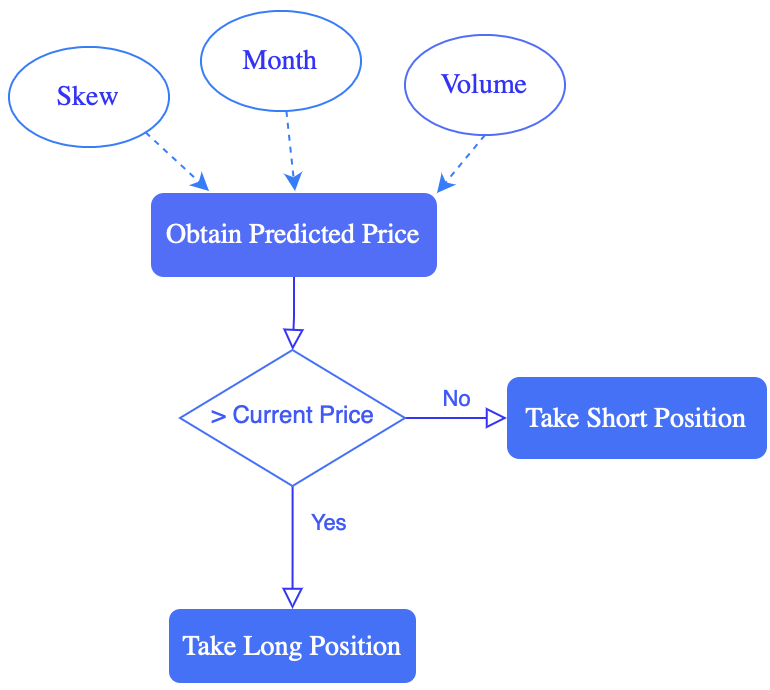 Skew
Month
Volume
Obtain Predicted Price
> Current Price
No
Take Short Position
Yes
Take Long Position